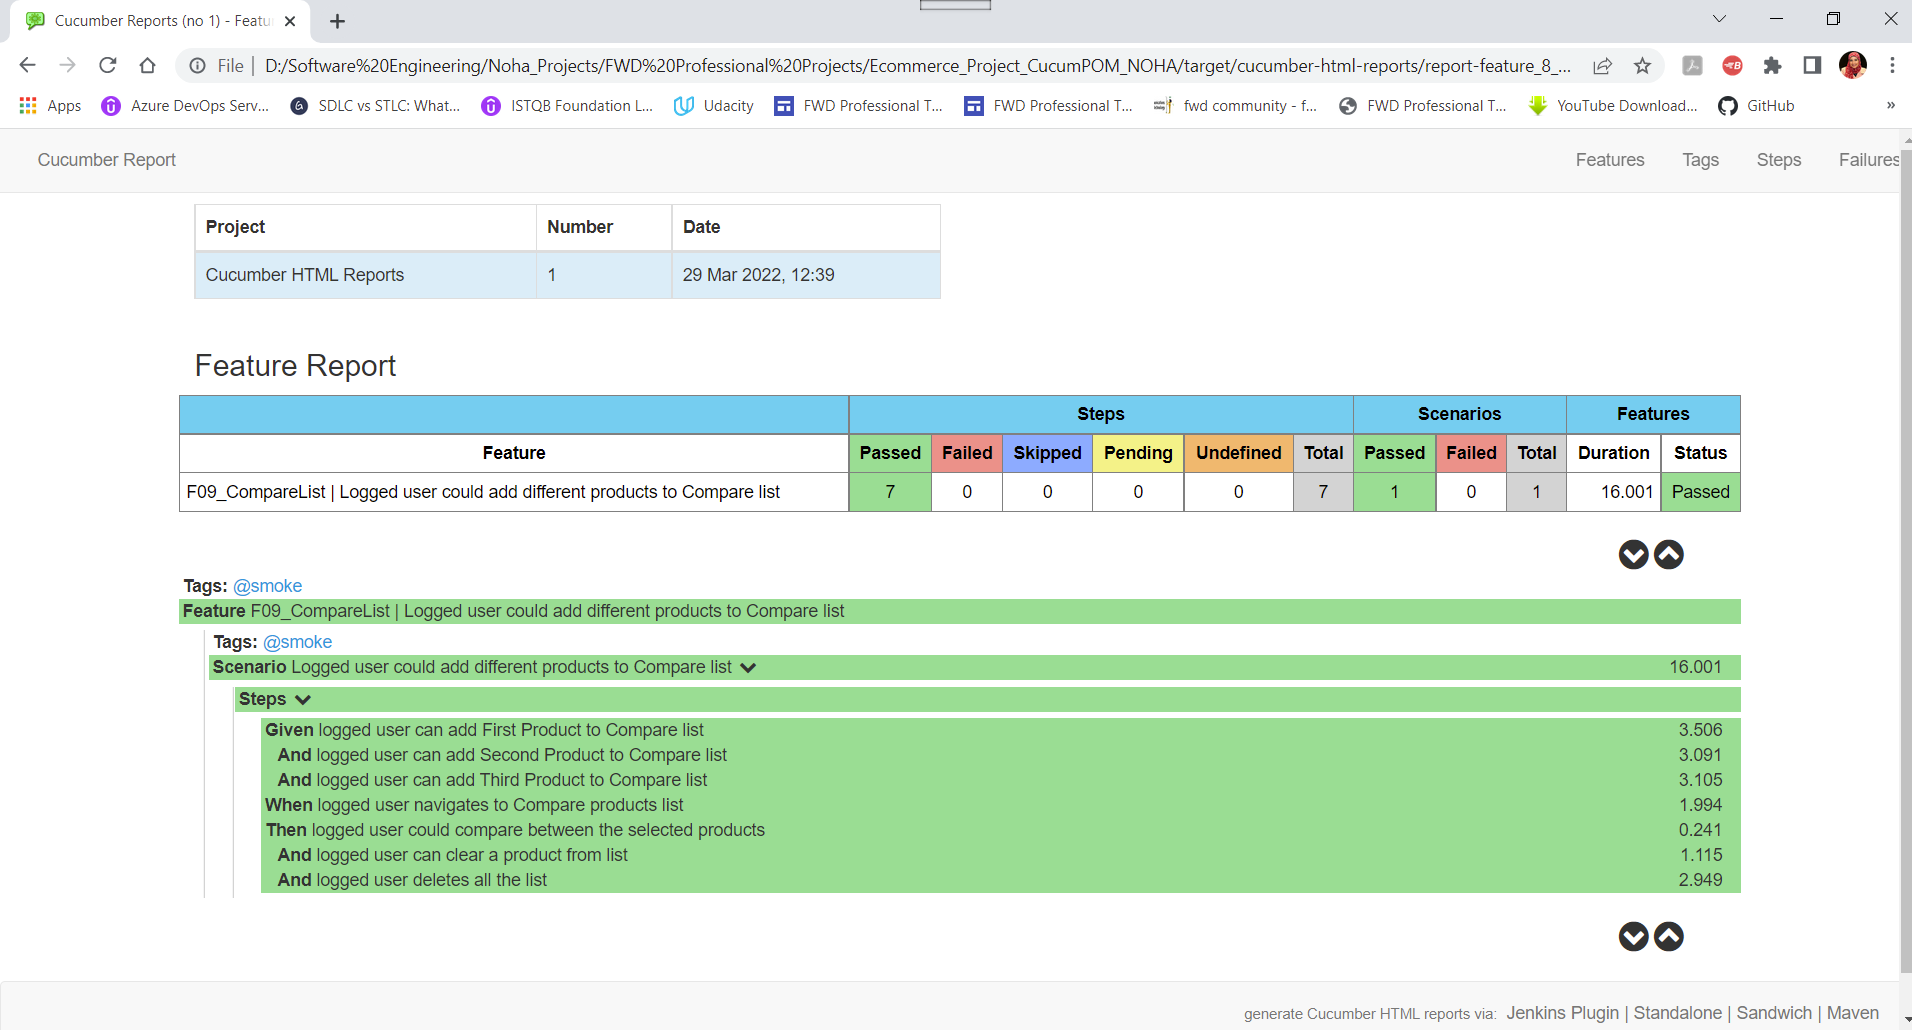 Cucumber Reports (no 1) - Featu
File | D:/Software%20Engineering/Noha_Projects/FWD%20Professional%20Projects/Ecommerce_Project_CucumPOM_NOHA/target/cucumber-html-reports/report-feature_8_...
Apps Azure DevOps Serv... SDLC vs STLC: What... ISTQB Foundation L... Udacity FWD Professional T... FWD Professional T... fwd community - f... FWD Professional T... YouTube Download... GitHub »
Cucumber Report Features Tags Steps Failures
Project Number Date
Cucumber HTML Reports 1 29 Mar 2022, 12:39
Feature Report
Steps Scenarios Features
Feature Passed Failed Skipped Pending Undefined Total Passed Failed Total Duration Status
F09_CompareList | Logged user could add different products to Compare list 7 0 0 0 0 7 1 0 1 16.001 Passed
Tags: @smoke
Feature F09_CompareList | Logged user could add different products to Compare list
Tags: @smoke
Scenario Logged user could add different products to Compare list 16.001
Steps
Given logged user can add First Product to Compare list 3.506
And logged user can add Second Product to Compare list 3.091
And logged user can add Third Product to Compare list 3.105
When logged user navigates to Compare products list 1.994
Then logged user could compare between the selected products 0.241
And logged user can clear a product from list 1.115
And logged user deletes all the list 2.949
generate Cucumber HTML reports via: Jenkins Plugin | Standalone | Sandwich | Maven